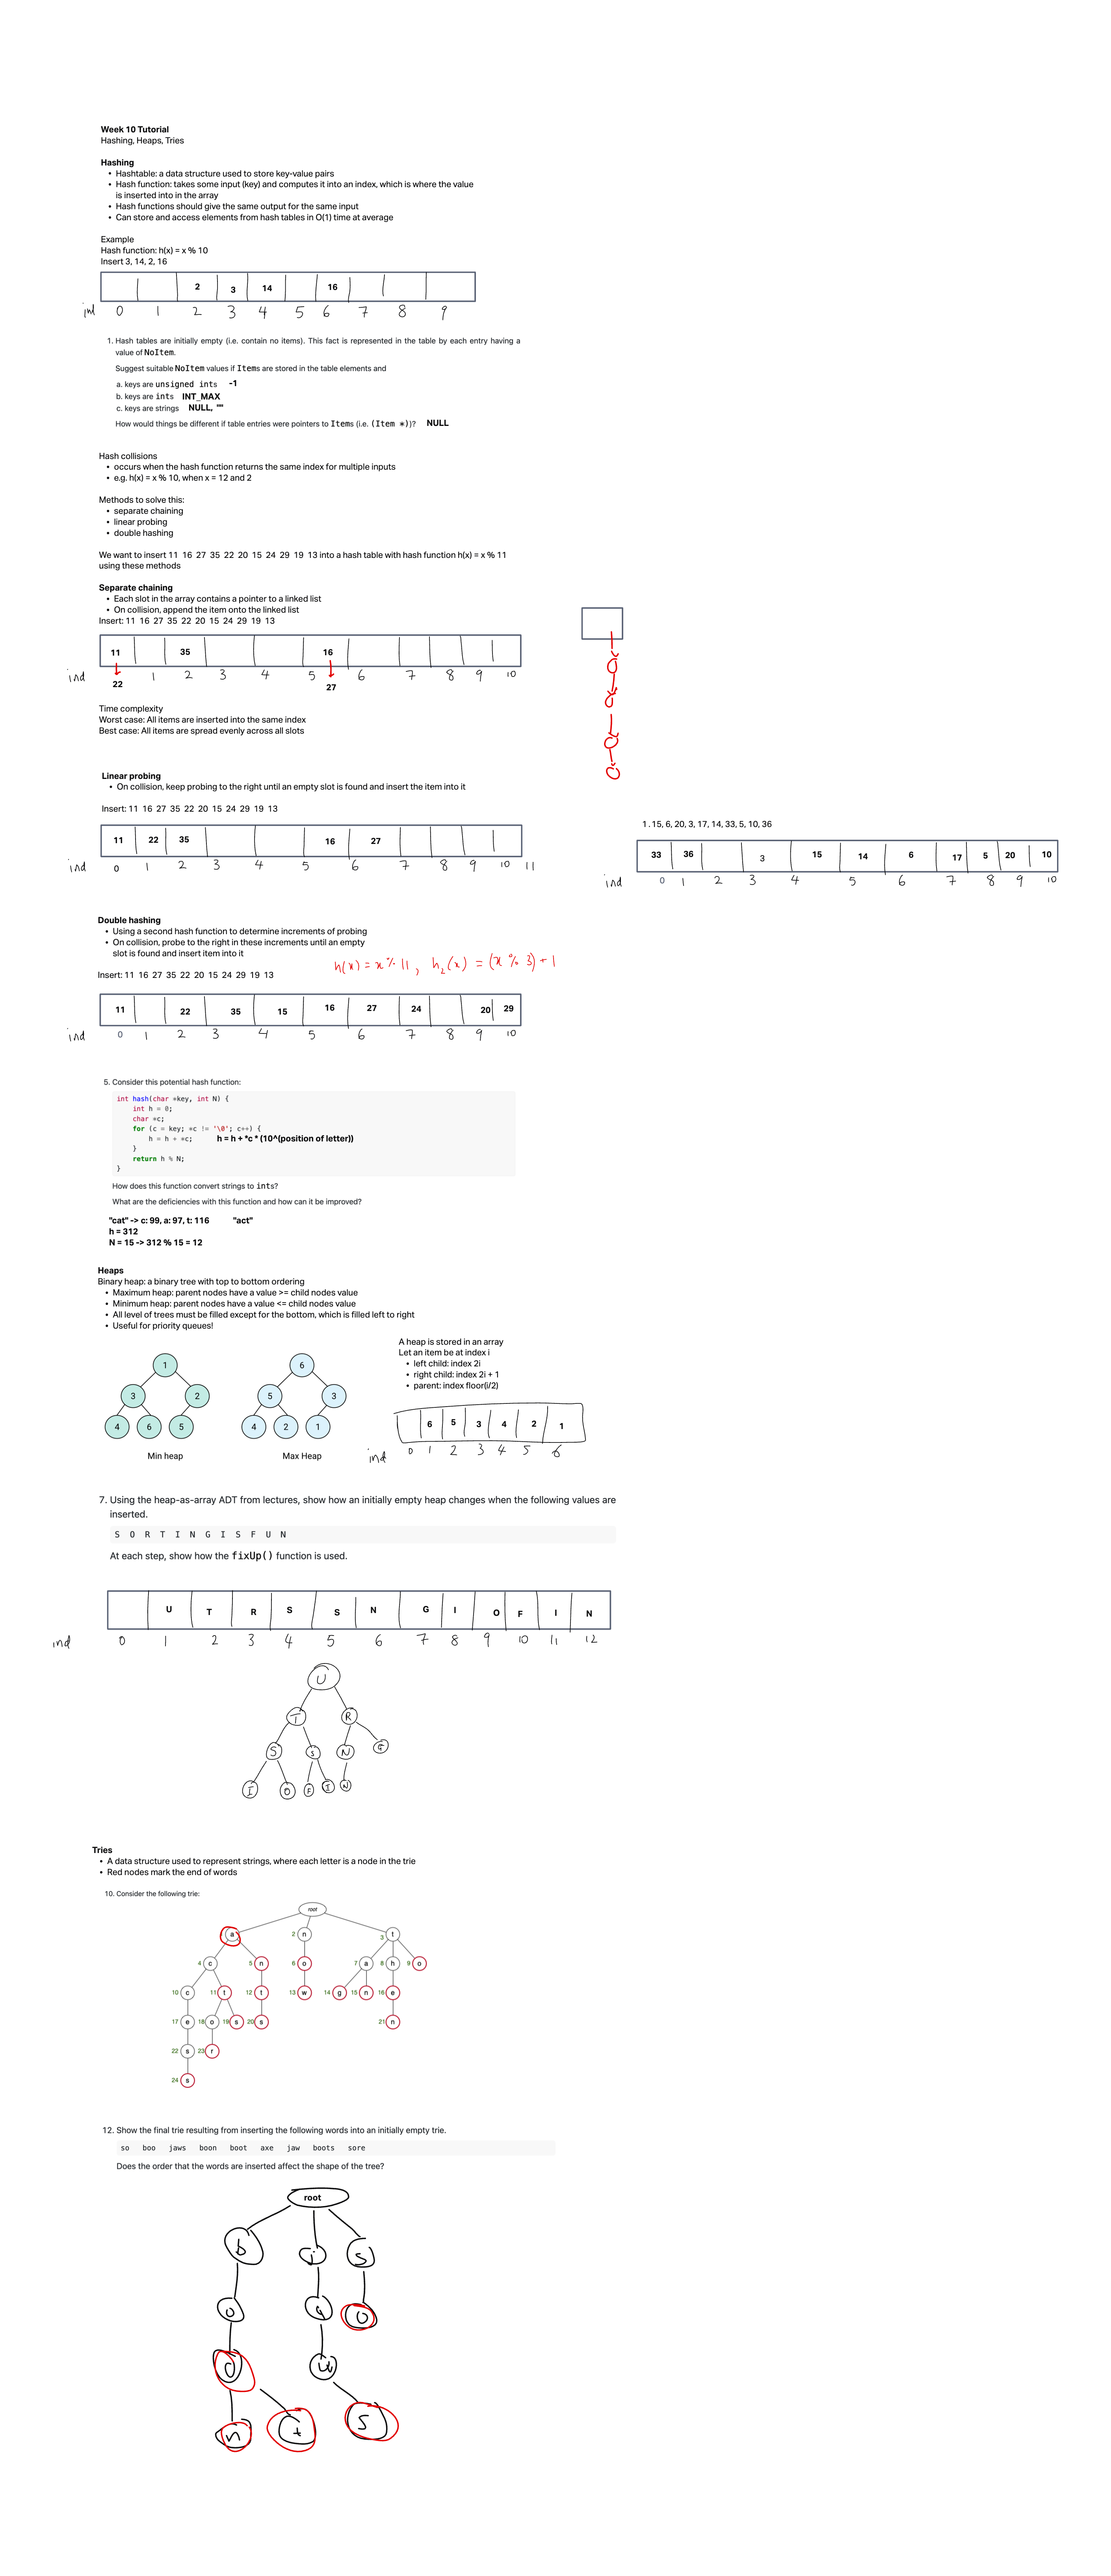 Week 10 Tutorial
Hashing, Heaps, Tries
Hashing
• Hashtable: a data structure used to store key-value pairs
• Hash function: takes some input (key) and computes it into an index, which is where the value
is inserted into in the array
• Hash functions should give the same output for the same input
• Can store and access elements from hash tables in O(1) time at average
Example
Hash function: h(x) = x % 10
Insert 3, 14, 2, 16
2 3 14 16
ind 0 1 2 3 4 5 6 7 8 9
1. Hash tables are initially empty (i.e. contain no items). This fact is represented in the table by each entry having a
value of NoItem.
Suggest suitable NoItem values if Items are stored in the table elements and
a. keys are unsigned ints -1
b. keys are ints INT_MAX
c. keys are strings NULL, ""
How would things be different if table entries were pointers to Items (i.e. (Item *))? NULL
Hash collisions
• occurs when the hash function returns the same index for multiple inputs
• e.g. h(x) = x % 10, when x = 12 and 2
Methods to solve this:
• separate chaining
• linear probing
• double hashing
We want to insert 11 16 27 35 22 20 15 24 29 19 13 into a hash table with hash function h(x) = x % 11
using these methods
Separate chaining
• Each slot in the array contains a pointer to a linked list
• On collision, append the item onto the linked list
Insert: 11 16 27 35 22 20 15 24 29 19 13
11 35 16
ind 1 2 3 4 5 6 7 8 9 10
22 27
Time complexity
Worst case: All items are inserted into the same index
Best case: All items are spread evenly across all slots
Linear probing
• On collision, keep probing to the right until an empty slot is found and insert the item into it
Insert: 11 16 27 35 22 20 15 24 29 19 13
11 22 35 16 27
ind 0 1 2 3 4 5 6 7 8 9 10 11
1. 15, 6, 20, 3, 17, 14, 33, 5, 10, 36
33 36 3 15 14 6 17 5 20 10
ind 0 1 2 3 4 5 6 7 8 9 10
Double hashing
• Using a second hash function to determine increments of probing
• On collision, probe to the right in these increments until an empty
slot is found and insert item into it
h(x) = x % 11, h2(x) = (x % 3) + 1
Insert: 11 16 27 35 22 20 15 24 29 19 13
11 22 35 15 16 27 24 20 29
ind 0 1 2 3 4 5 6 7 8 9 10
5. Consider this potential hash function:
int hash(char *key, int N) {
int h = 0;
char *c;
for (c = key; *c != '\0'; c++) {
h = h + *c; h = h + *c * (10^(position of letter))
}
return h % N;
}
How does this function convert strings to ints?
What are the deficiencies with this function and how can it be improved?
"cat" -> c: 99, a: 97, t: 116 "act"
h = 312
N = 15 -> 312 % 15 = 12
Heaps
Binary heap: a binary tree with top to bottom ordering
• Maximum heap: parent nodes have a value >= child nodes value
• Minimum heap: parent nodes have a value <= child nodes value
• All level of trees must be filled except for the bottom, which is filled left to right
• Useful for priority queues!
1
3 2
4 6 5
Min heap
6
5 3
4 2 1
Max Heap
A heap is stored in an array
Let an item be at index i
• left child: index 2i
• right child: index 2i + 1
• parent: index floor(i/2)
6 5 3 4 2 1
ind 0 1 2 3 4 5 6
7. Using the heap-as-array ADT from lectures, show how an initially empty heap changes when the following values are
inserted.
S O R T I N G I S F U N
At each step, show how the fixUp() function is used.
U T R S S N G I O F I N
ind 0 1 2 3 4 5 6 7 8 9 10 11 12
U
T R
S S N G
I O F I N
Tries
• A data structure used to represent strings, where each letter is a node in the trie
• Red nodes mark the end of words
10. Consider the following trie:
root
a 2 n 3 t
4 c 5 n 6 o 7 a 8 h 9 o
10 c 11 t 12 t 13 w 14 g 15 n 16 e
17 e 18 o 19 s 20 s 21 n
22 s 23 r
24 s
12. Show the final trie resulting from inserting the following words into an initially empty trie.
so boo jaws boon boot axe jaw boots sore
Does the order that the words are inserted affect the shape of the tree?
root
b j s
o a o
o w
n t s